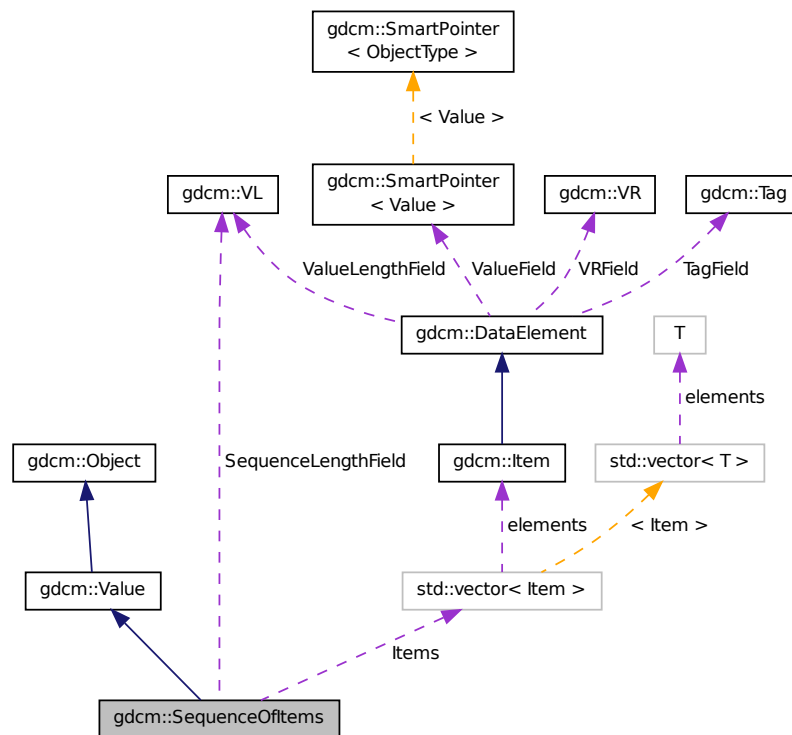 gdcm::SmartPointer
< ObjectType >
< Value >
gdcm::VL
gdcm::SmartPointer
< Value >
gdcm::VR
gdcm::Tag
ValueLengthField
ValueField
VRField
TagField
gdcm::DataElement
T
elements
gdcm::Object
SequenceLengthField
gdcm::Item
std::vector< T >
elements
< Item >
gdcm::Value
std::vector< Item >
Items
gdcm::SequenceOfItems